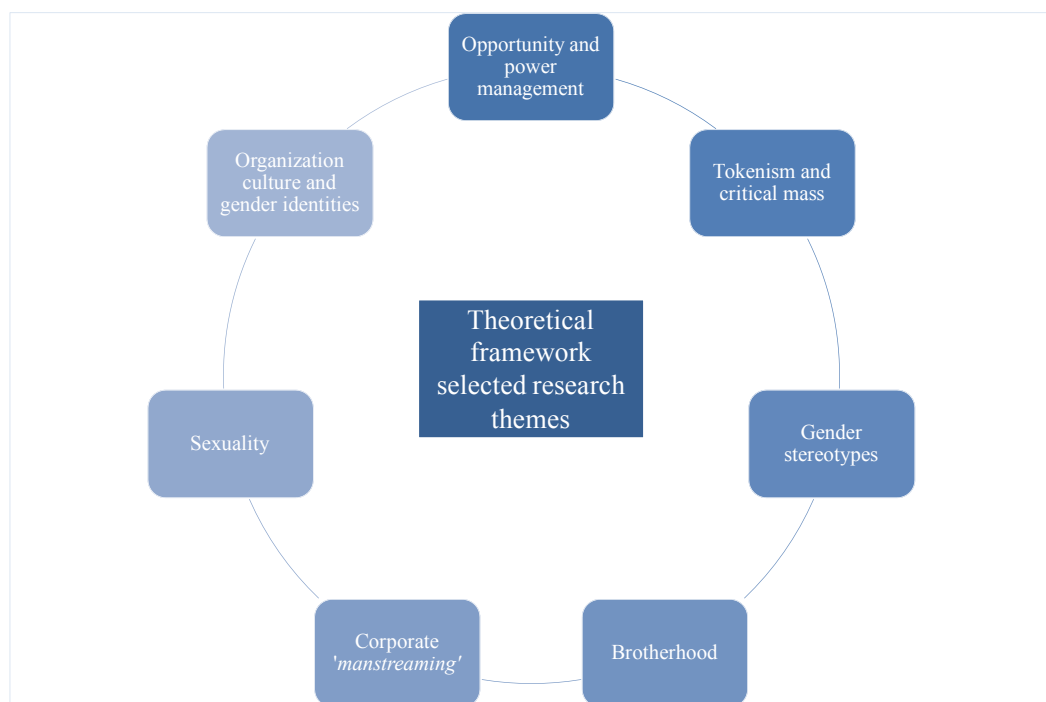 Opportunity and
power
management
Tokenism and
critical mass
Gender
stereotypes
Brotherhood
Corporate
'manstreaming'
Sexuality
Organization
culture and
gender identities
Theoretical
framework
selected research
themes